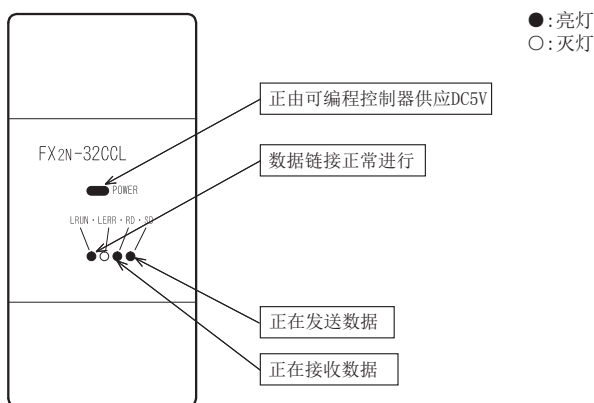 ●:亮灯
○:灭灯
正由可编程控制器供应DC5V
FX2N-32CCL
数据链接正常进行
POWER
LRUN・LERR・RD・SD
正在发送数据
正在接收数据